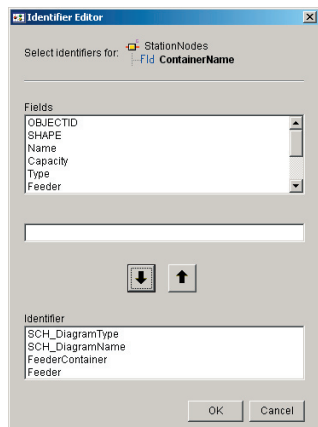 Identifier Editor
Select identifiers for: StationNodes
Fld ContainerName
Fields
OBJECTID
SHAPE
Name
Capacity
Type
Feeder
Identifier
SCH_DiagramType
SCH_DiagramName
FeederContainer
Feeder
OK Cancel